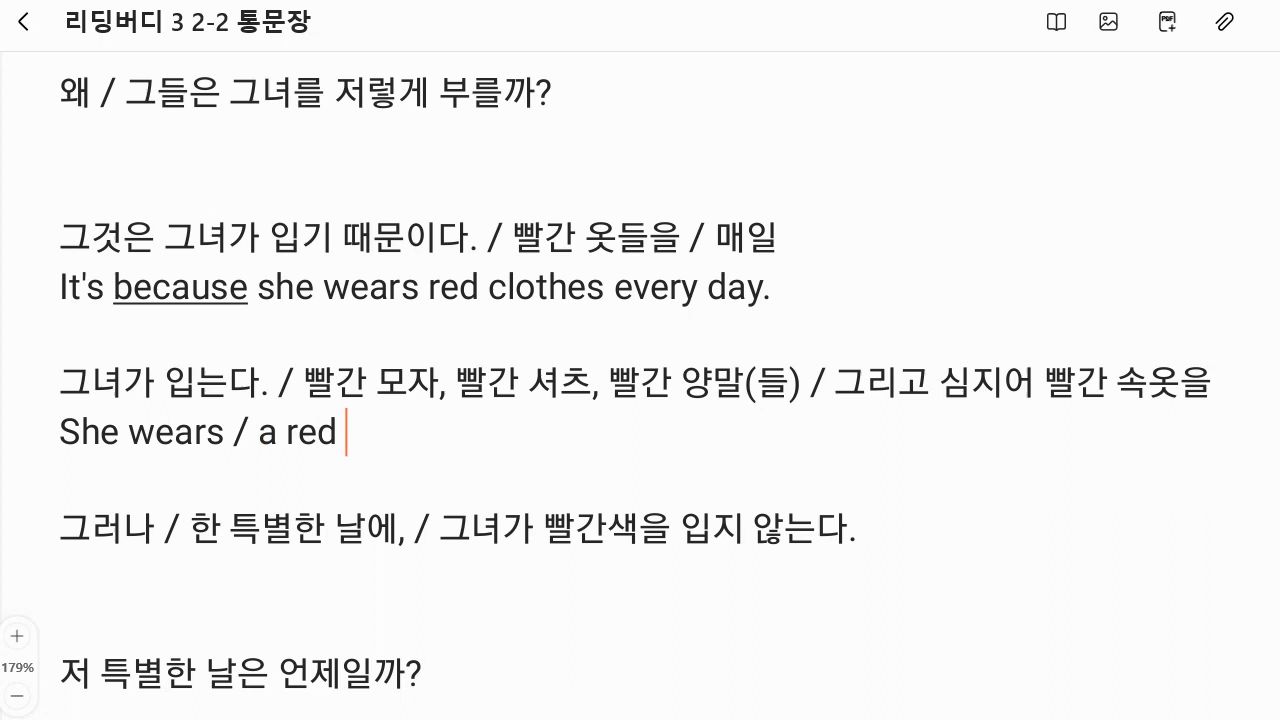 리딩버디 3 2-2 통문장
왜 / 그들은 그녀를 저렇게 부를까?
그것은 그녀가 입기 때문이다. / 빨간 옷들을 / 매일
It's because she wears red clothes every day.
그녀가 입는다. / 빨간 모자, 빨간 셔츠, 빨간 양말(들) / 그리고 심지어 빨간 속옷을
She wears / a red
그러나 / 한 특별한 날에, / 그녀가 빨간색을 입지 않는다.
179%
저 특별한 날은 언제일까?